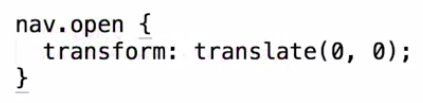 nav.open {
  transform: translate(0, 0);
}